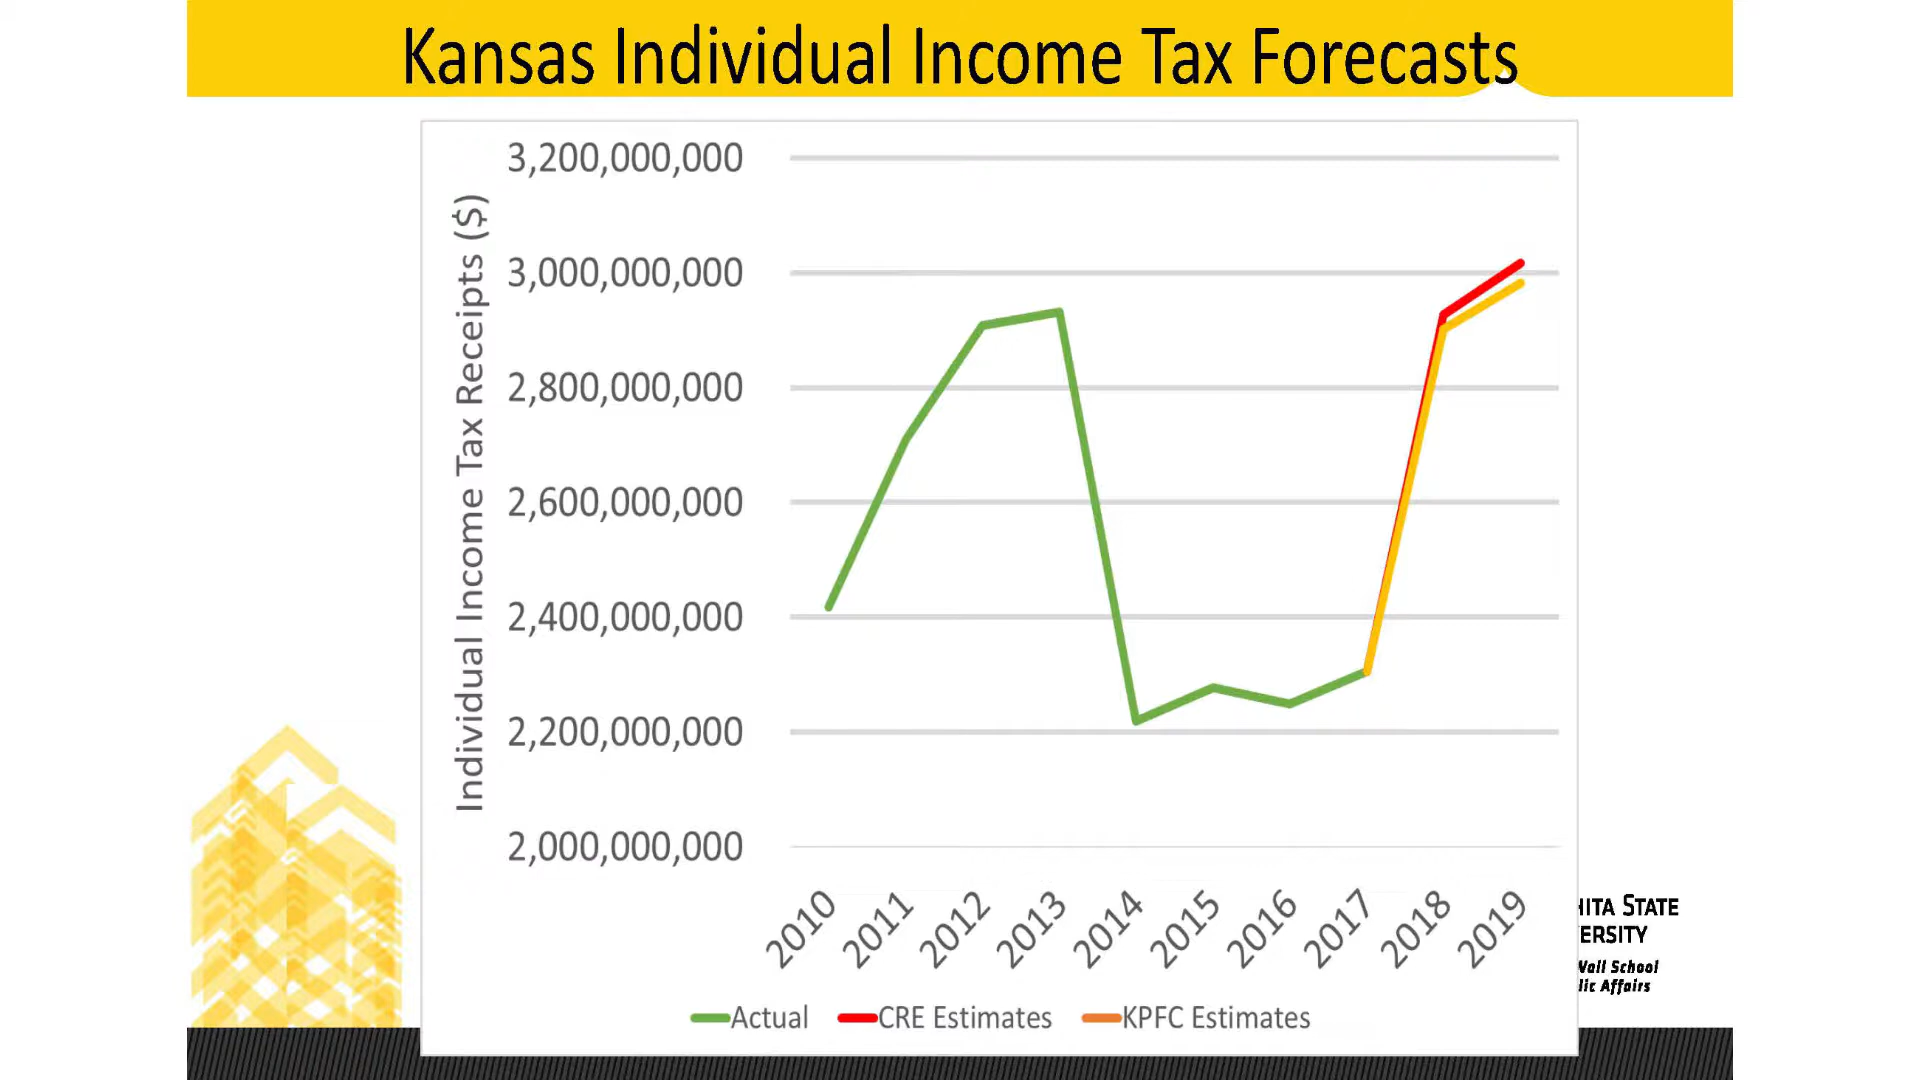 Kansas Individual Income Tax Forecasts
Individual Income Tax Receipts ($)
3,200,000,000
3,000,000,000
2,800,000,000
2,600,000,000
2,400,000,000
2,200,000,000
2,000,000,000
2010 2011 2012 2013 2014 2015 2016 2017 2018 2019
Actual CRE Estimates KPFC Estimates
HITA STATE
ERSITY
Wall School
lic Affairs